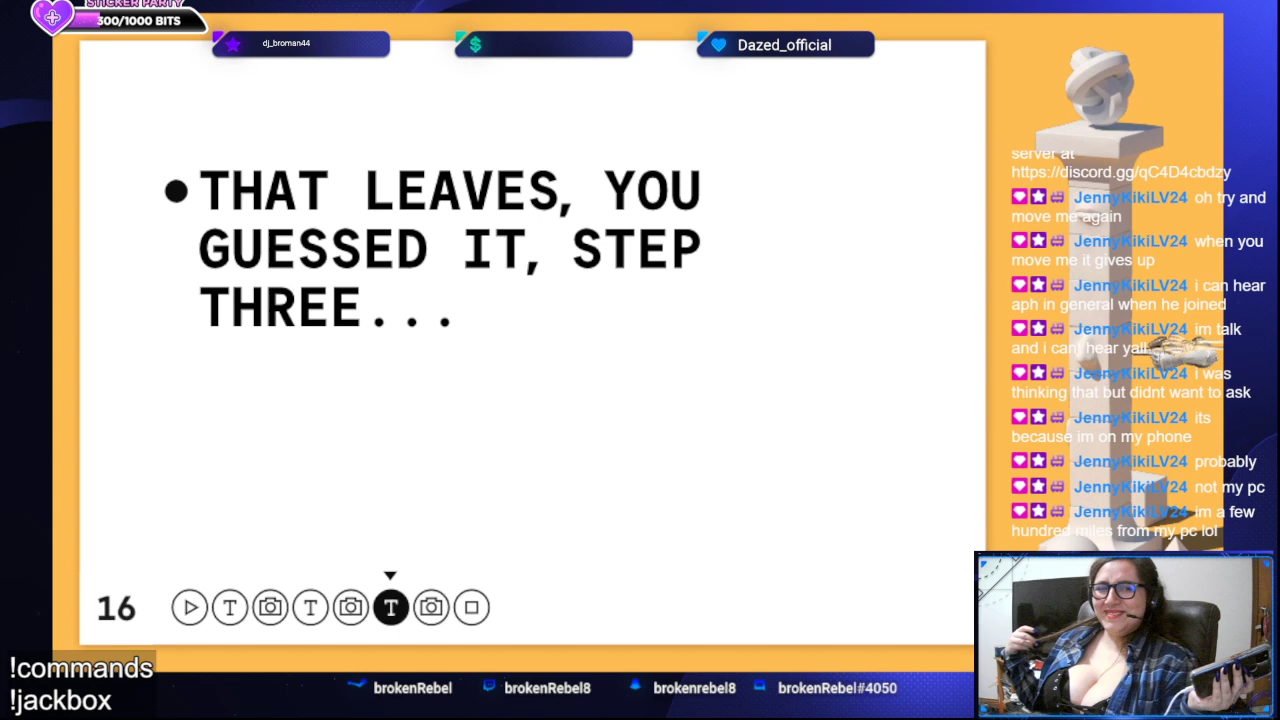 STICKER PARTY
300/1000 BITS
dj_broman44
$
Dazed_official
THAT LEAVES, YOU
GUESSED IT, STEP
THREE...
16
T
T
T
!commands
!jackbox
brokenRebel
brokenRebel8
brokenrebel8
brokenRebel#4050
server at
https://discord.gg/qC4D4cbdzy
JennyKikiLV24 oh try and
move me again
JennyKikiLV24 when you
move me it gives up
JennyKikiLV24 i can hear
aph in general when he joined
JennyKikiLV24 im talk
and i cant hear yall
JennyKikiLV24 i was
thinking that but didnt want to ask
JennyKikiLV24 its
because im on my phone
JennyKikiLV24 probably
JennyKikiLV24 not my pc
JennyKikiLV24 im a few
hundred miles from my pc lol